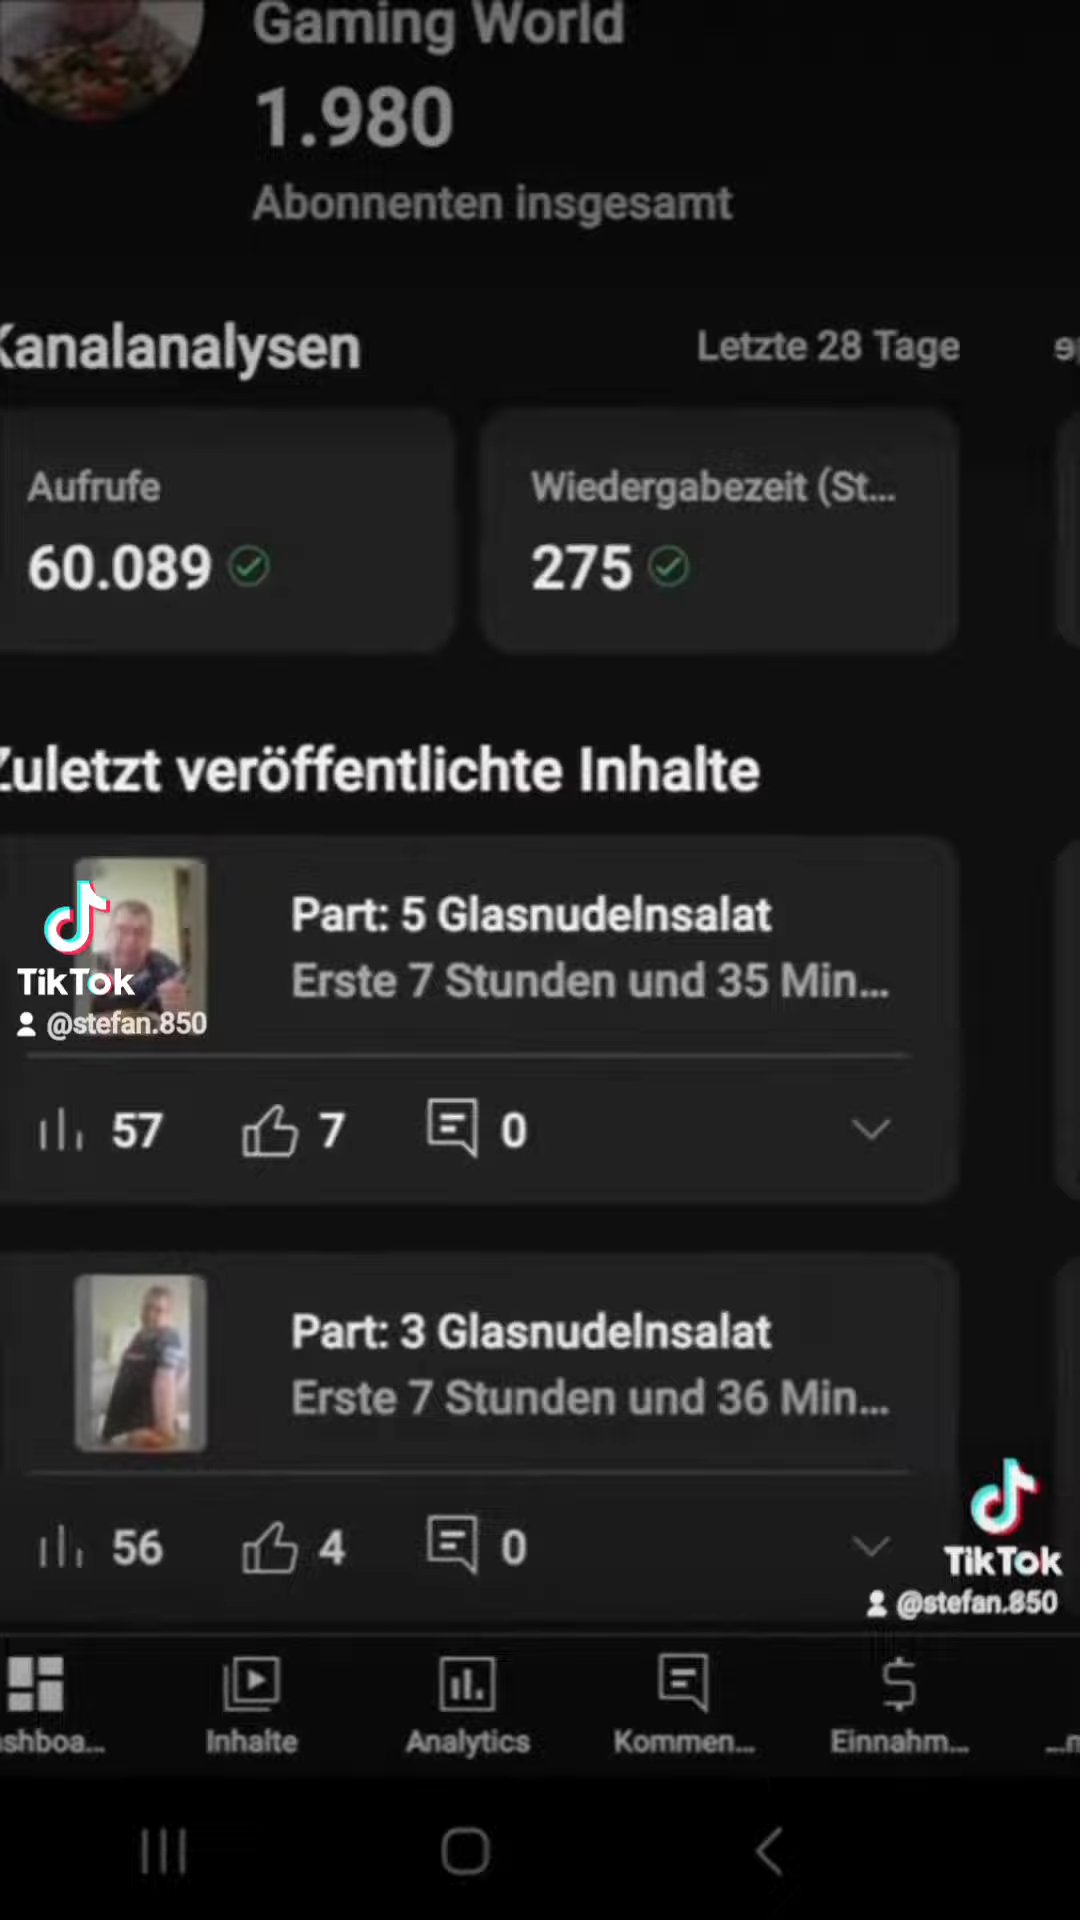 Gaming World
1.980
Abonnenten insgesamt
Kanalanalysen
Letzte 28 Tage
Aufrufe
Wiedergabezeit (St...
60.089
275
Zuletzt veröffentlichte Inhalte
Part: 5 Glasnudelnsalat
Erste 7 Stunden und 35 Min...
TikTok
@stefan.850
57
7
0
Part: 3 Glasnudelnsalat
Erste 7 Stunden und 36 Min...
56
4
0
TikTok
@stefan.850
shboa...
Inhalte
Analytics
Kommen...
Einnahm...